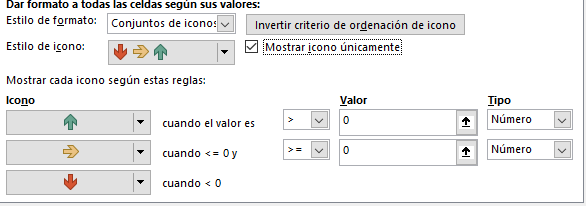 Dar formato a todas las celdas según sus valores:
Estilo de formato: Conjuntos de iconos Invertir criterio de ordenación de icono
Estilo de icono: Mostrar icono únicamente
Mostrar cada icono según estas reglas:
Icono Valor Tipo
cuando el valor es > 0 Número
cuando <= 0 y >= 0 Número
cuando < 0